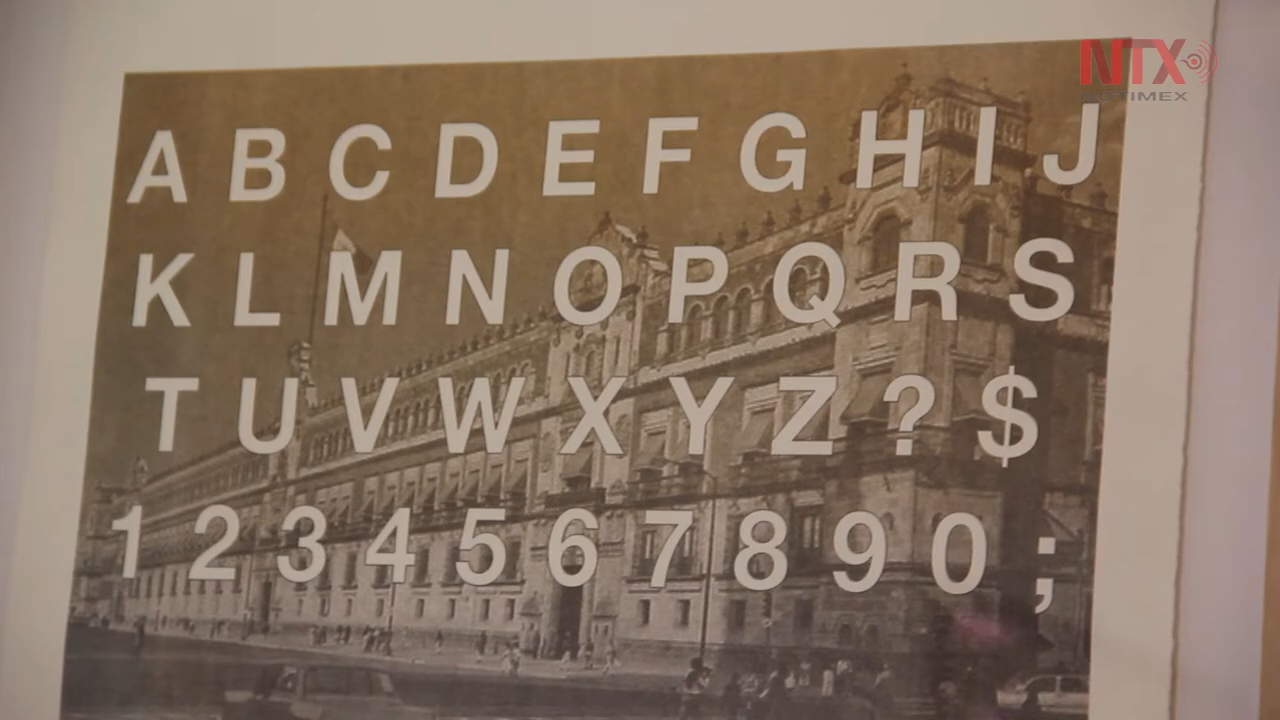 NTX
NOTIMEX
A B C D E F G H I J
K L M N O P Q R S
T U V W X Y Z ? $
1 2 3 4 5 6 7 8 9 0 ;